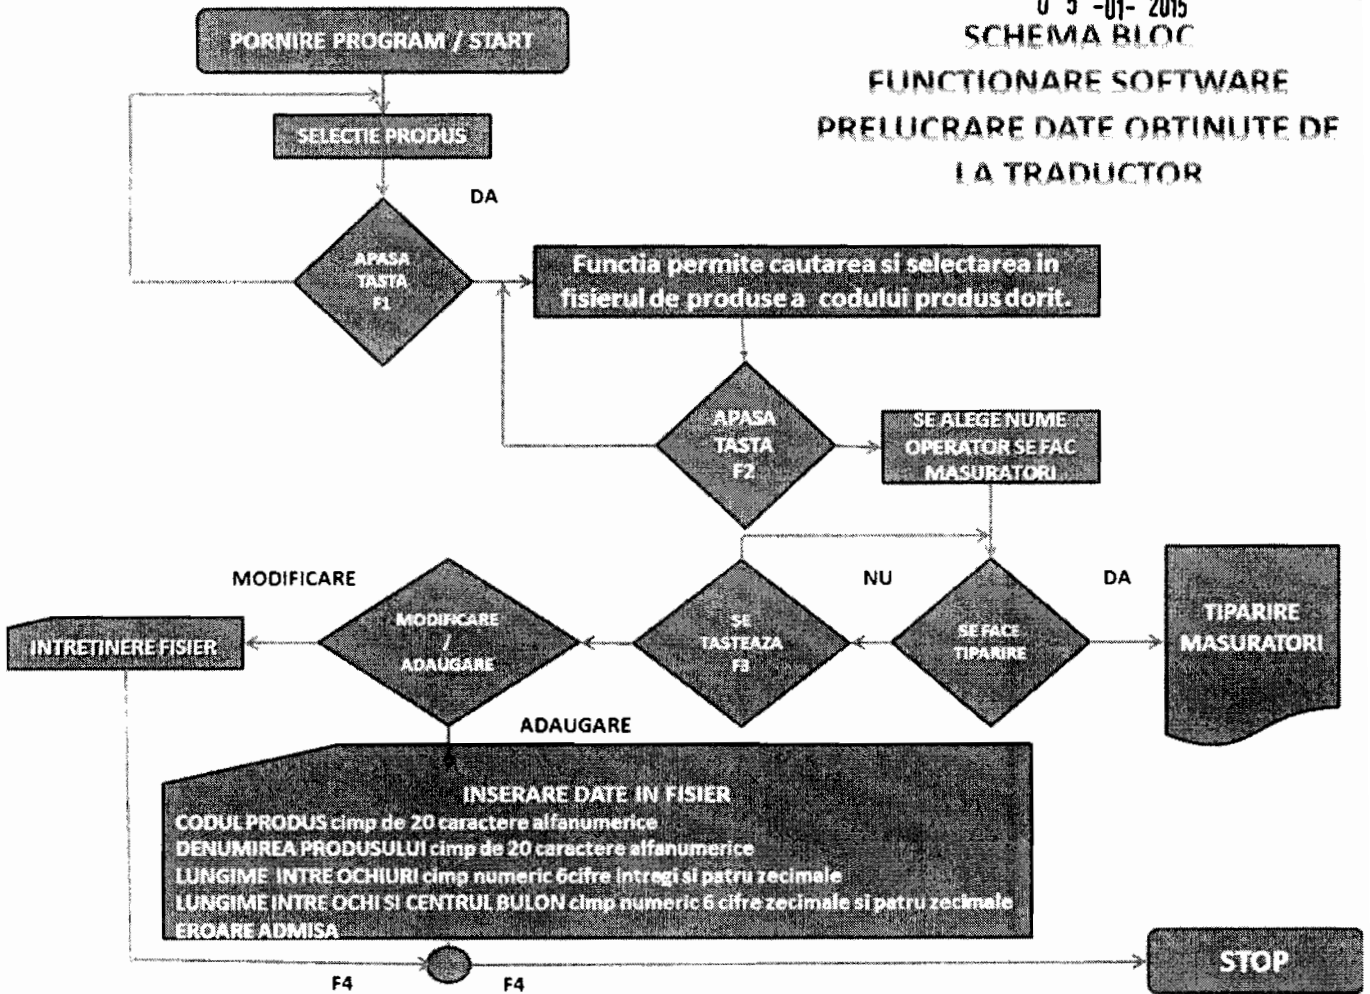 0 5 -01- 2015
SCHEMA BLOC
FUNCTIONARE SOFTWARE
PRELUCRARE DATE OBTINUTE DE
LA TRADUCTOR
PORNIRE PROGRAM / START
SELECTIE PRODUS
DA
APASA
TASTA
F1
Functia permite cautarea si selectarea in
fisierul de produse a codului produs dorit.
APASA
TASTA
F2
SE ALEGE NUME
OPERATOR SE FAC
MASURATORI
MODIFICARE
NU
DA
INTRETINERE FISIER
MODIFICARE
/
ADAUGARE
SE
TASTEAZA
F3
SE FACE
TIPARIRE
TIPARIRE
MASURATORI
ADAUGARE
INSERARE DATE IN FISIER
CODUL PRODUS cimp de 20 caractere alfanumerice
DENUMIREA PRODUSULUI cimp de 20 caractere alfanumerice
LUNGIME INTRE OCHIURI cimp numeric 6cifre intregi si patru zecimale
LUNGIME INTRE OCHI SI CENTRUL BULON cimp numeric 6 cifre zecimale si patru zecimale
EROARE ADMISA
F4
F4
STOP